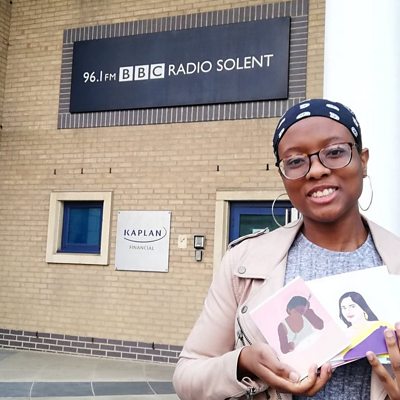 96.1FM BBC RADIO SOLENT
KAPLAN
FINANCIAL